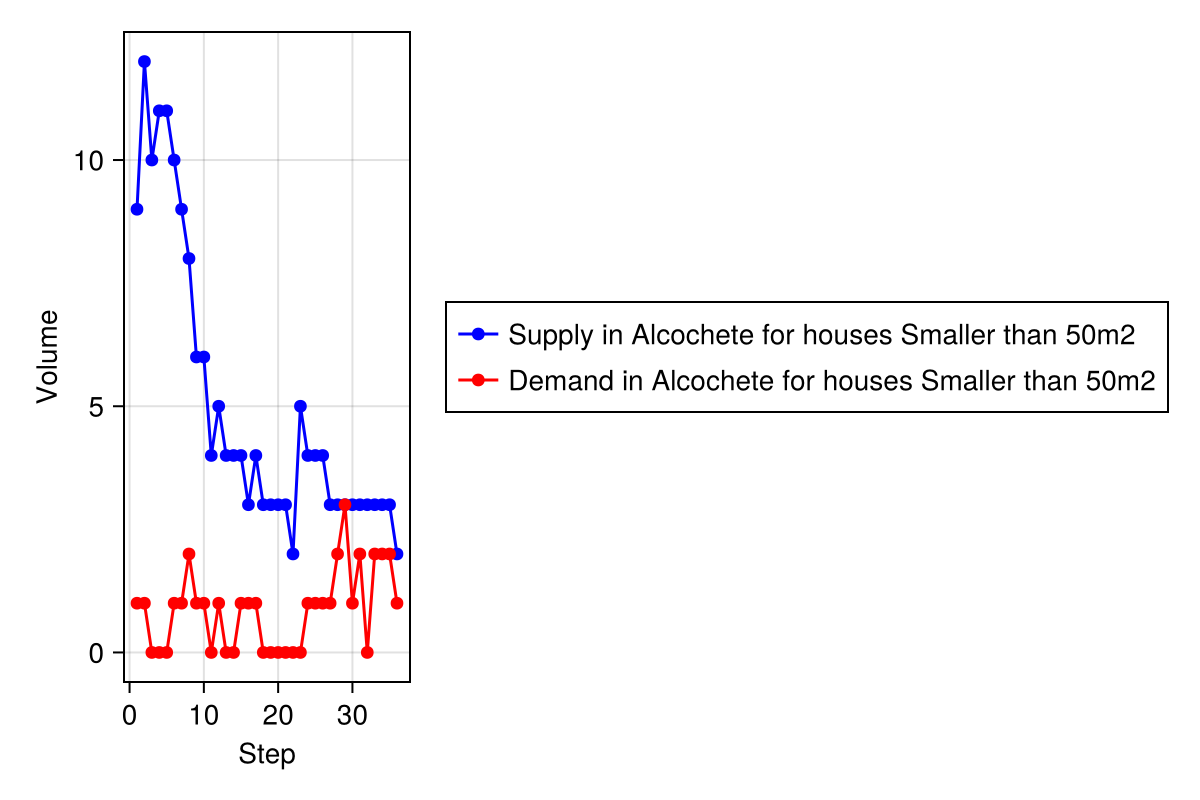 10
5
0
Volume
0 10 20 30
Step
Supply in Alcochete for houses Smaller than 50m2
Demand in Alcochete for houses Smaller than 50m2